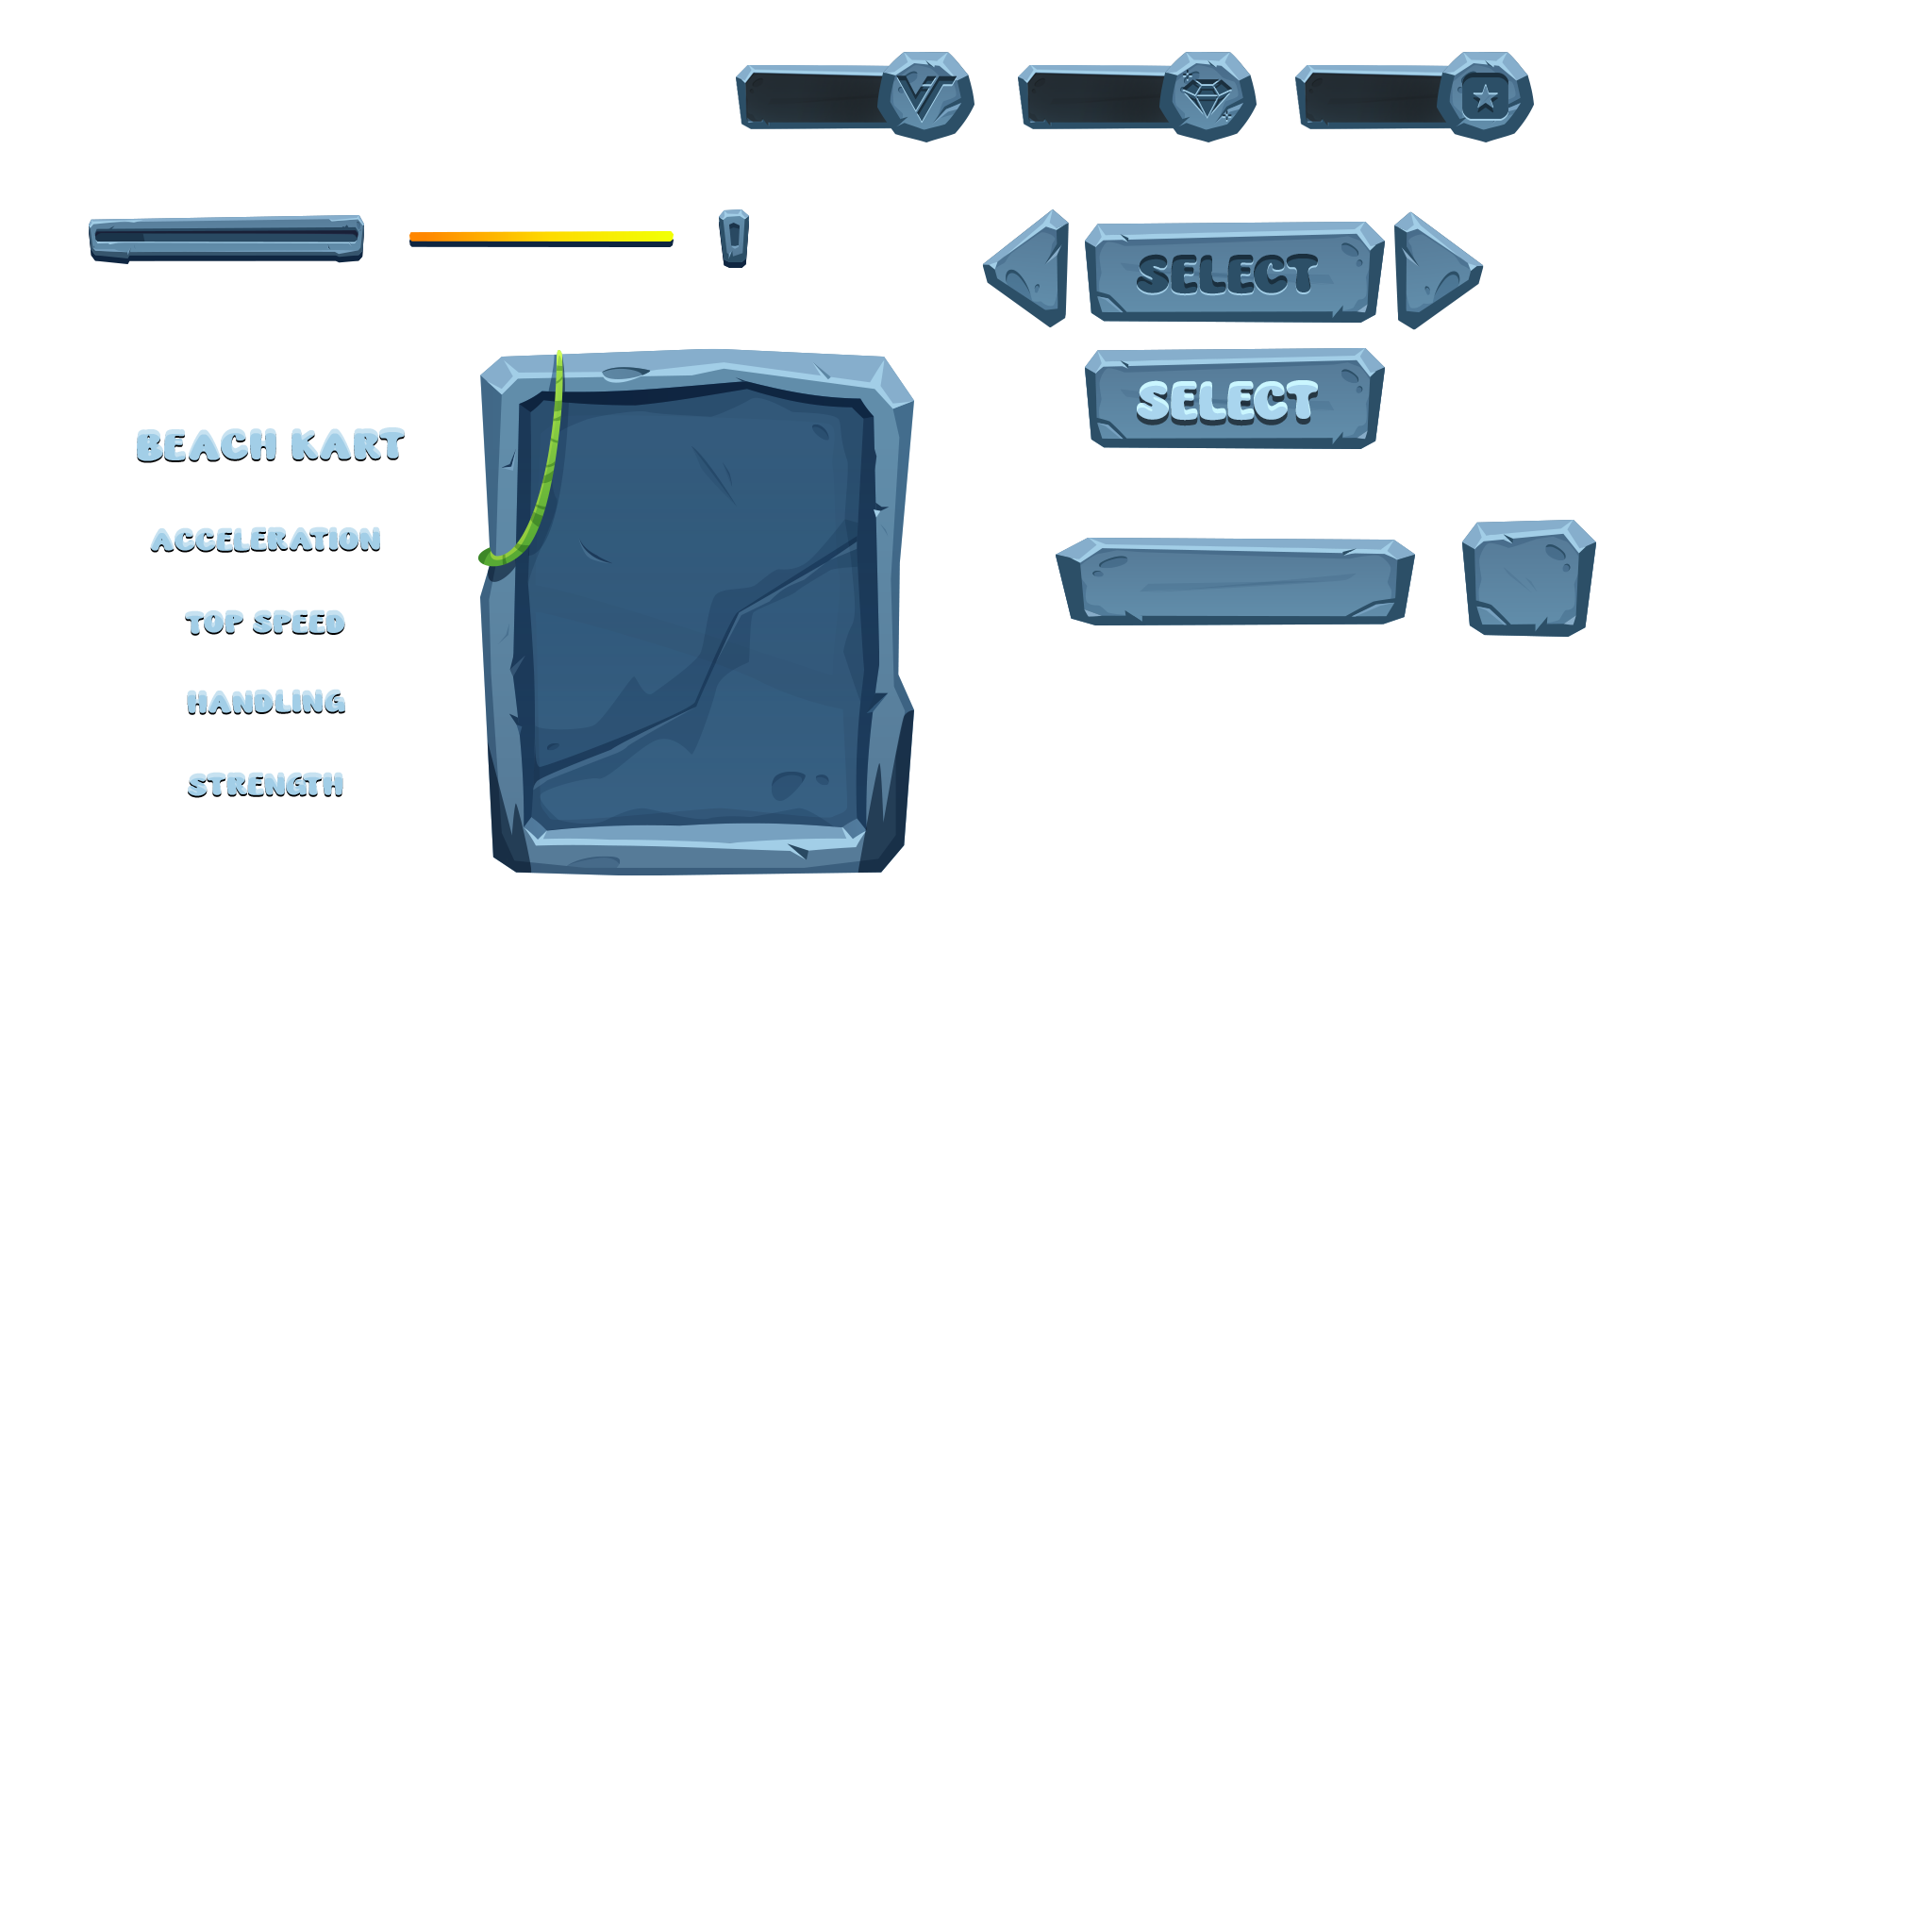 SELECT
SELECT
BEACH KART
ACCELERATION
TOP SPEED
HANDLING
STRENGTH